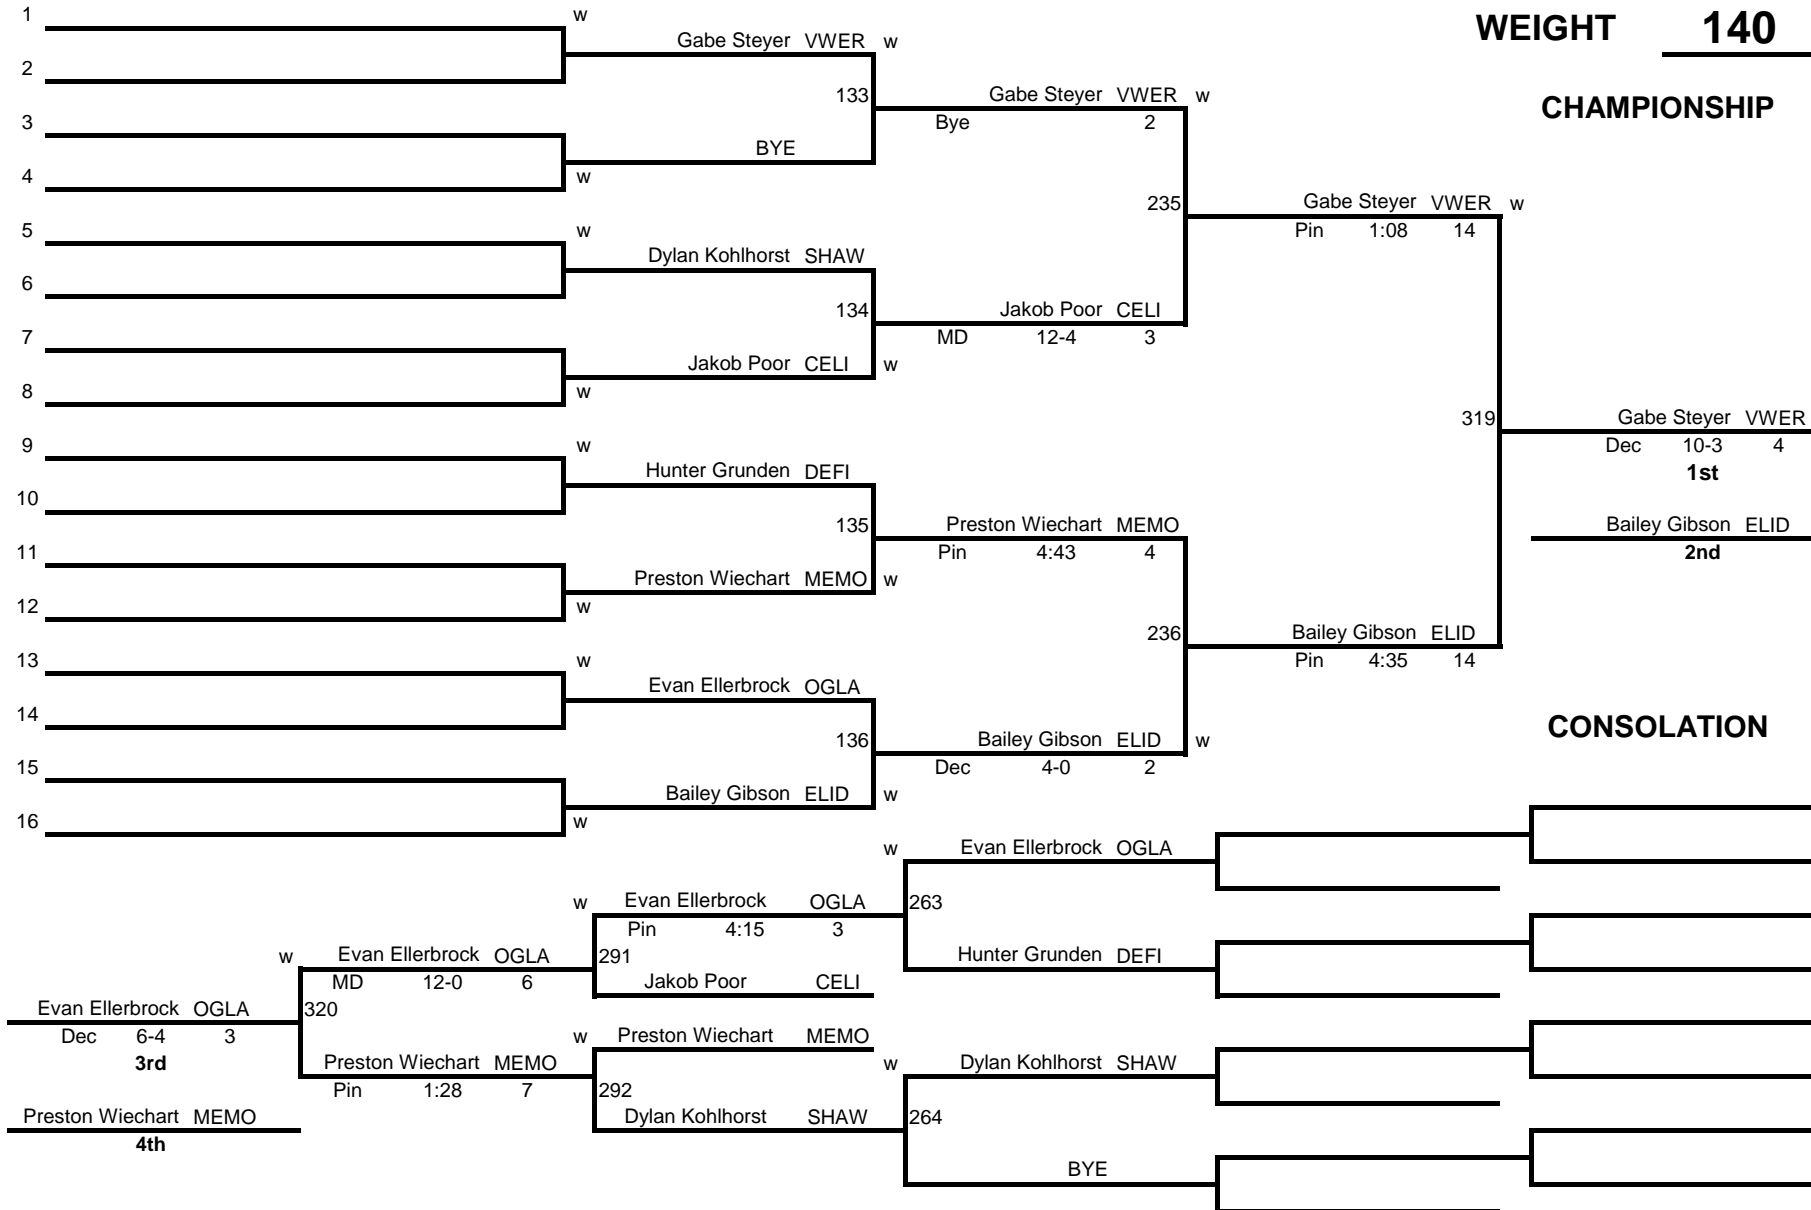 1 w
WEIGHT 140
Gabe Steyer VWER w
2
133 Gabe Steyer VWER w
CHAMPIONSHIP
3 Bye 2
BYE
4 w
235 Gabe Steyer VWER w
5 w Pin 1:08 14
Dylan Kohlhorst SHAW
6
134 Jakob Poor CELI
7 MD 12-4 3
Jakob Poor CELI w
8 w
319 Gabe Steyer VWER
9 w Dec 10-3 4
Hunter Grunden DEFI 1st
10
135 Preston Wiechart MEMO Bailey Gibson ELID
11 Pin 4:43 4 2nd
Preston Wiechart MEMO w
12 w
236 Bailey Gibson ELID
13 w Pin 4:35 14
Evan Ellerbrock OGLA
14
CONSOLATION
136 Bailey Gibson ELID w
15 Dec 4-0 2
Bailey Gibson ELID w
16 w
w Evan Ellerbrock OGLA
w Evan Ellerbrock OGLA 263
Pin 4:15 3
w Evan Ellerbrock OGLA 291 Hunter Grunden DEFI
MD 12-0 6 Jakob Poor CELI
Evan Ellerbrock OGLA 320
Dec 6-4 3 w Preston Wiechart MEMO
3rd Preston Wiechart MEMO w Dylan Kohlhorst SHAW
Pin 1:28 7 292
Preston Wiechart MEMO Dylan Kohlhorst SHAW 264
4th
BYE